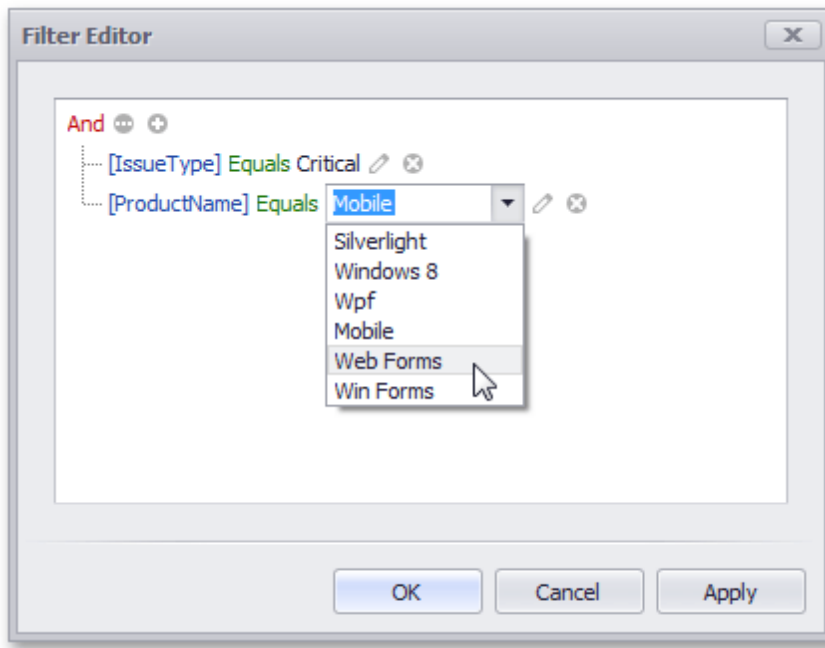 Filter Editor
And
[IssueType] Equals Critical
[ProductName] Equals Mobile
Silverlight
Windows 8
Wpf
Mobile
Web Forms
Win Forms
OK Cancel Apply